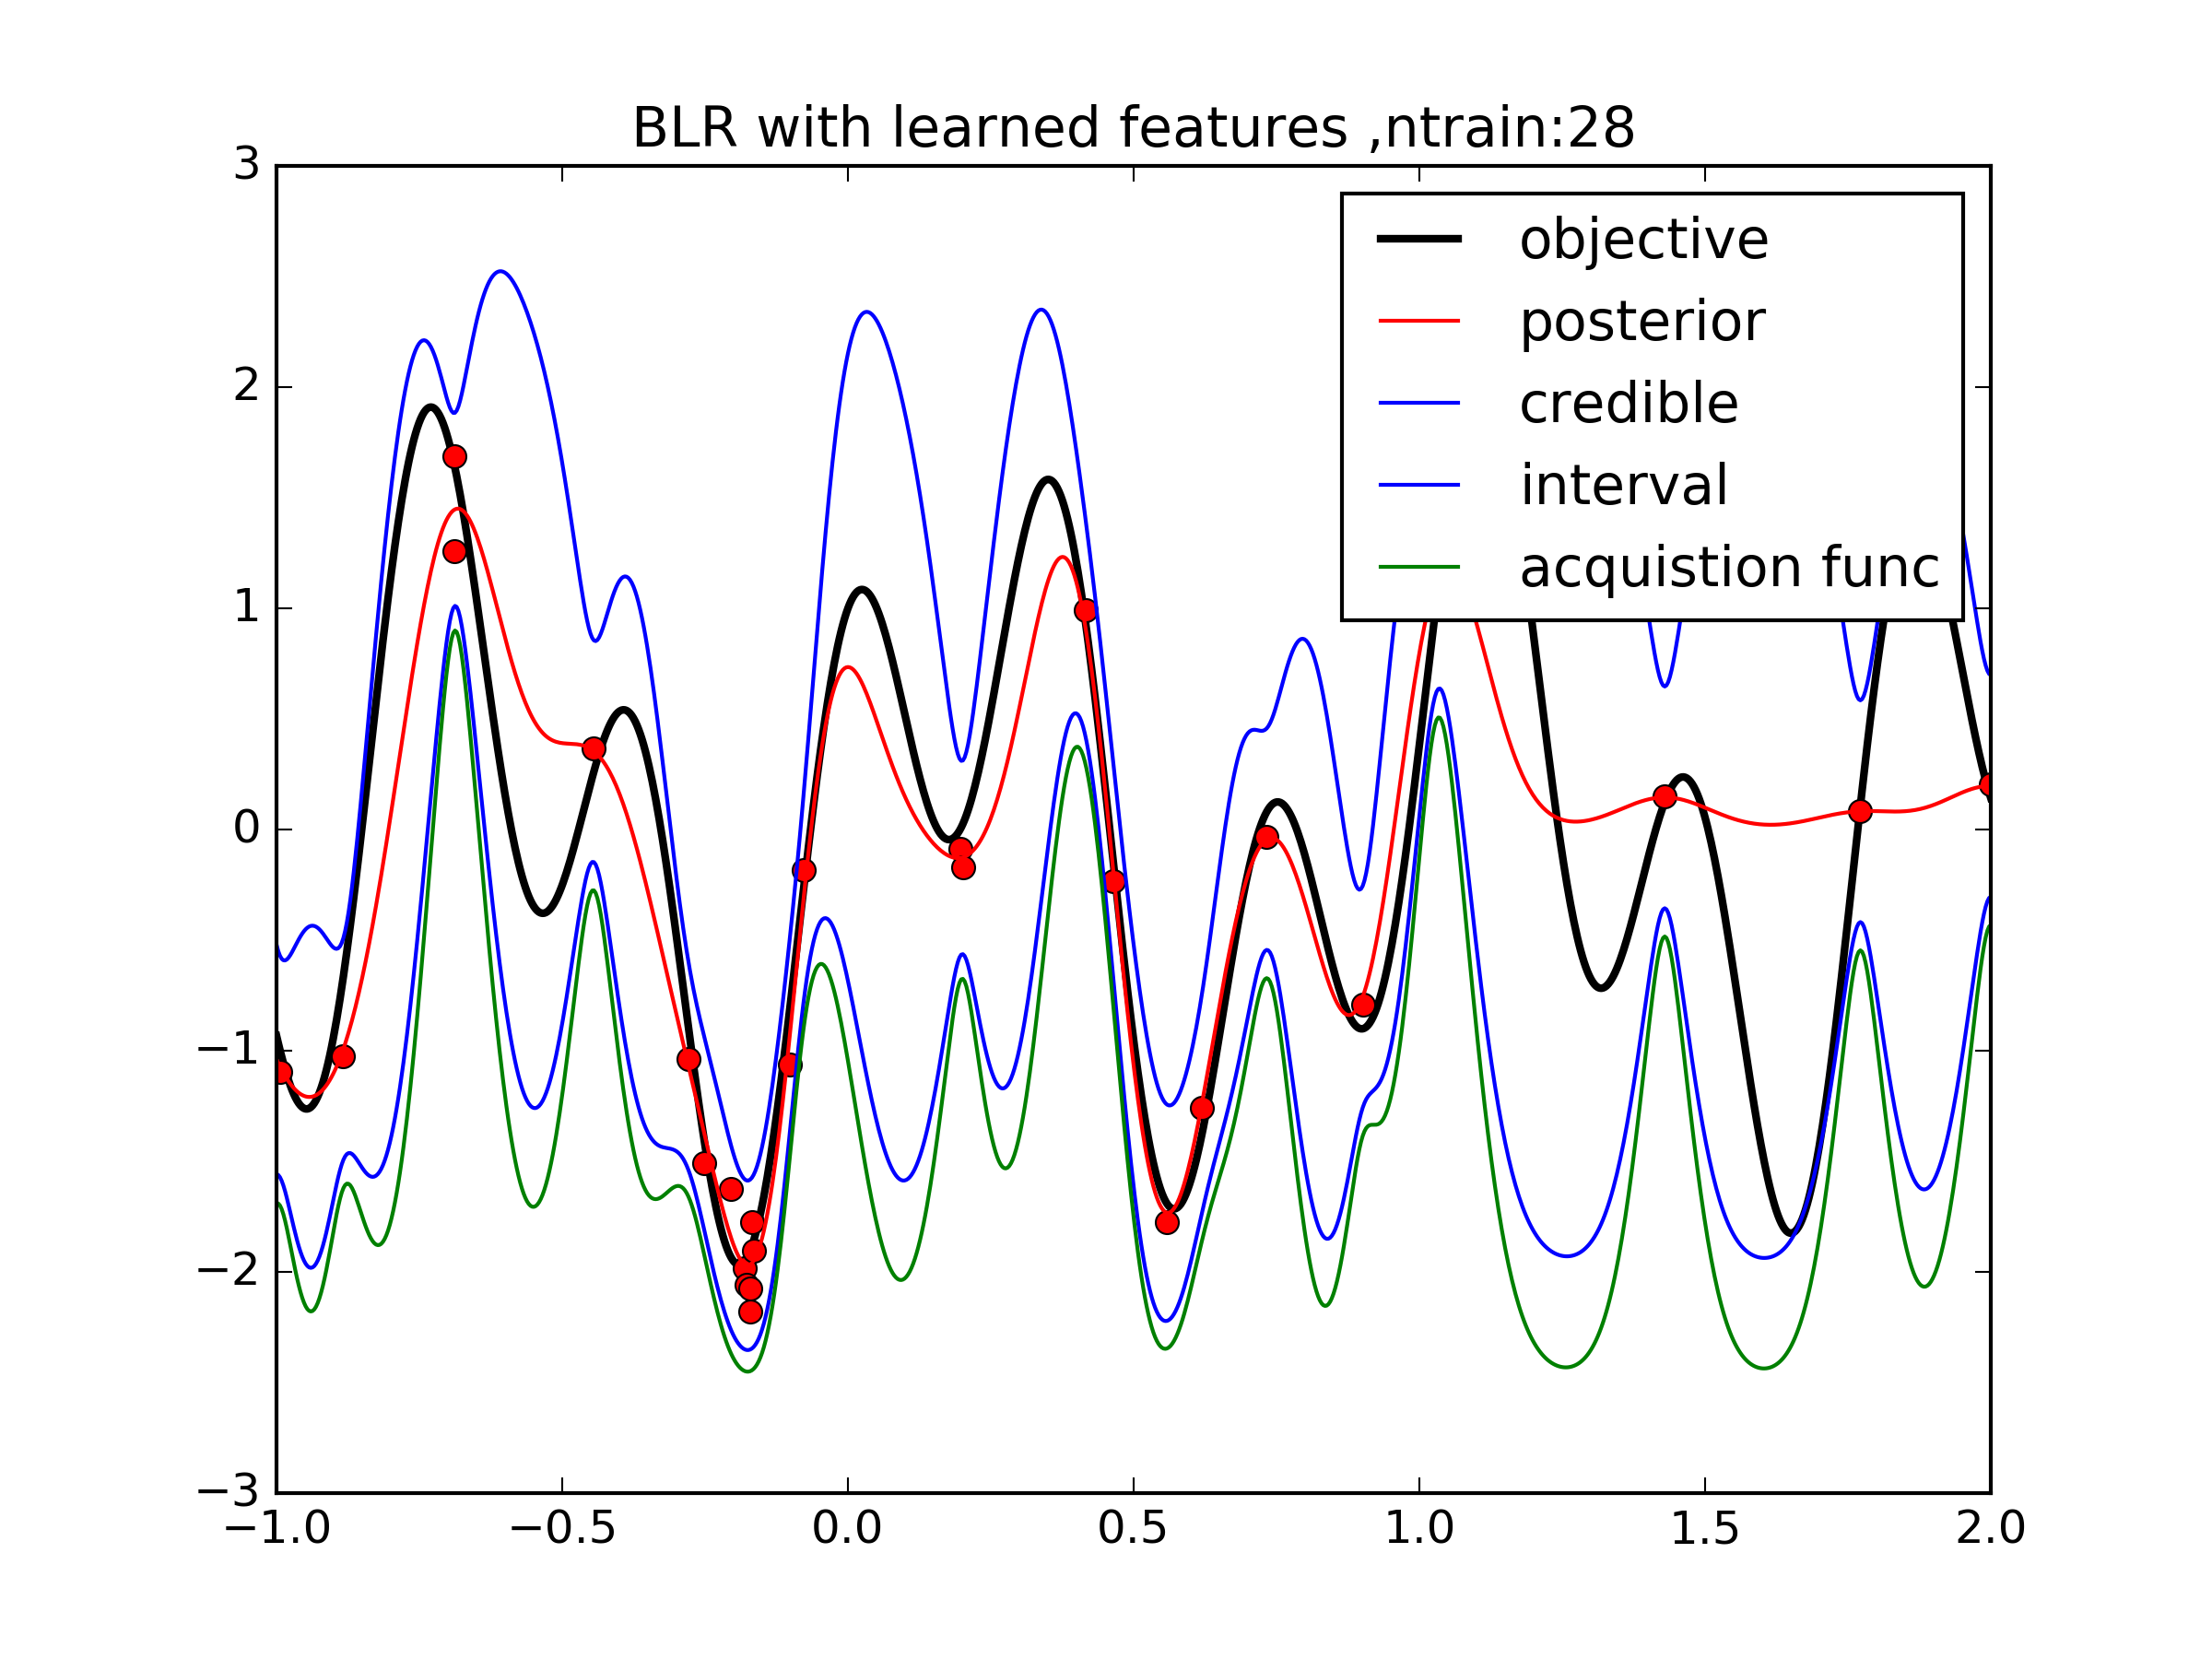 BLR with learned features ,ntrain:28
3
2
1
0
−1
−2
−3
−1.0 −0.5 0.0 0.5 1.0 1.5 2.0
objective
posterior
credible
interval
acquistion func